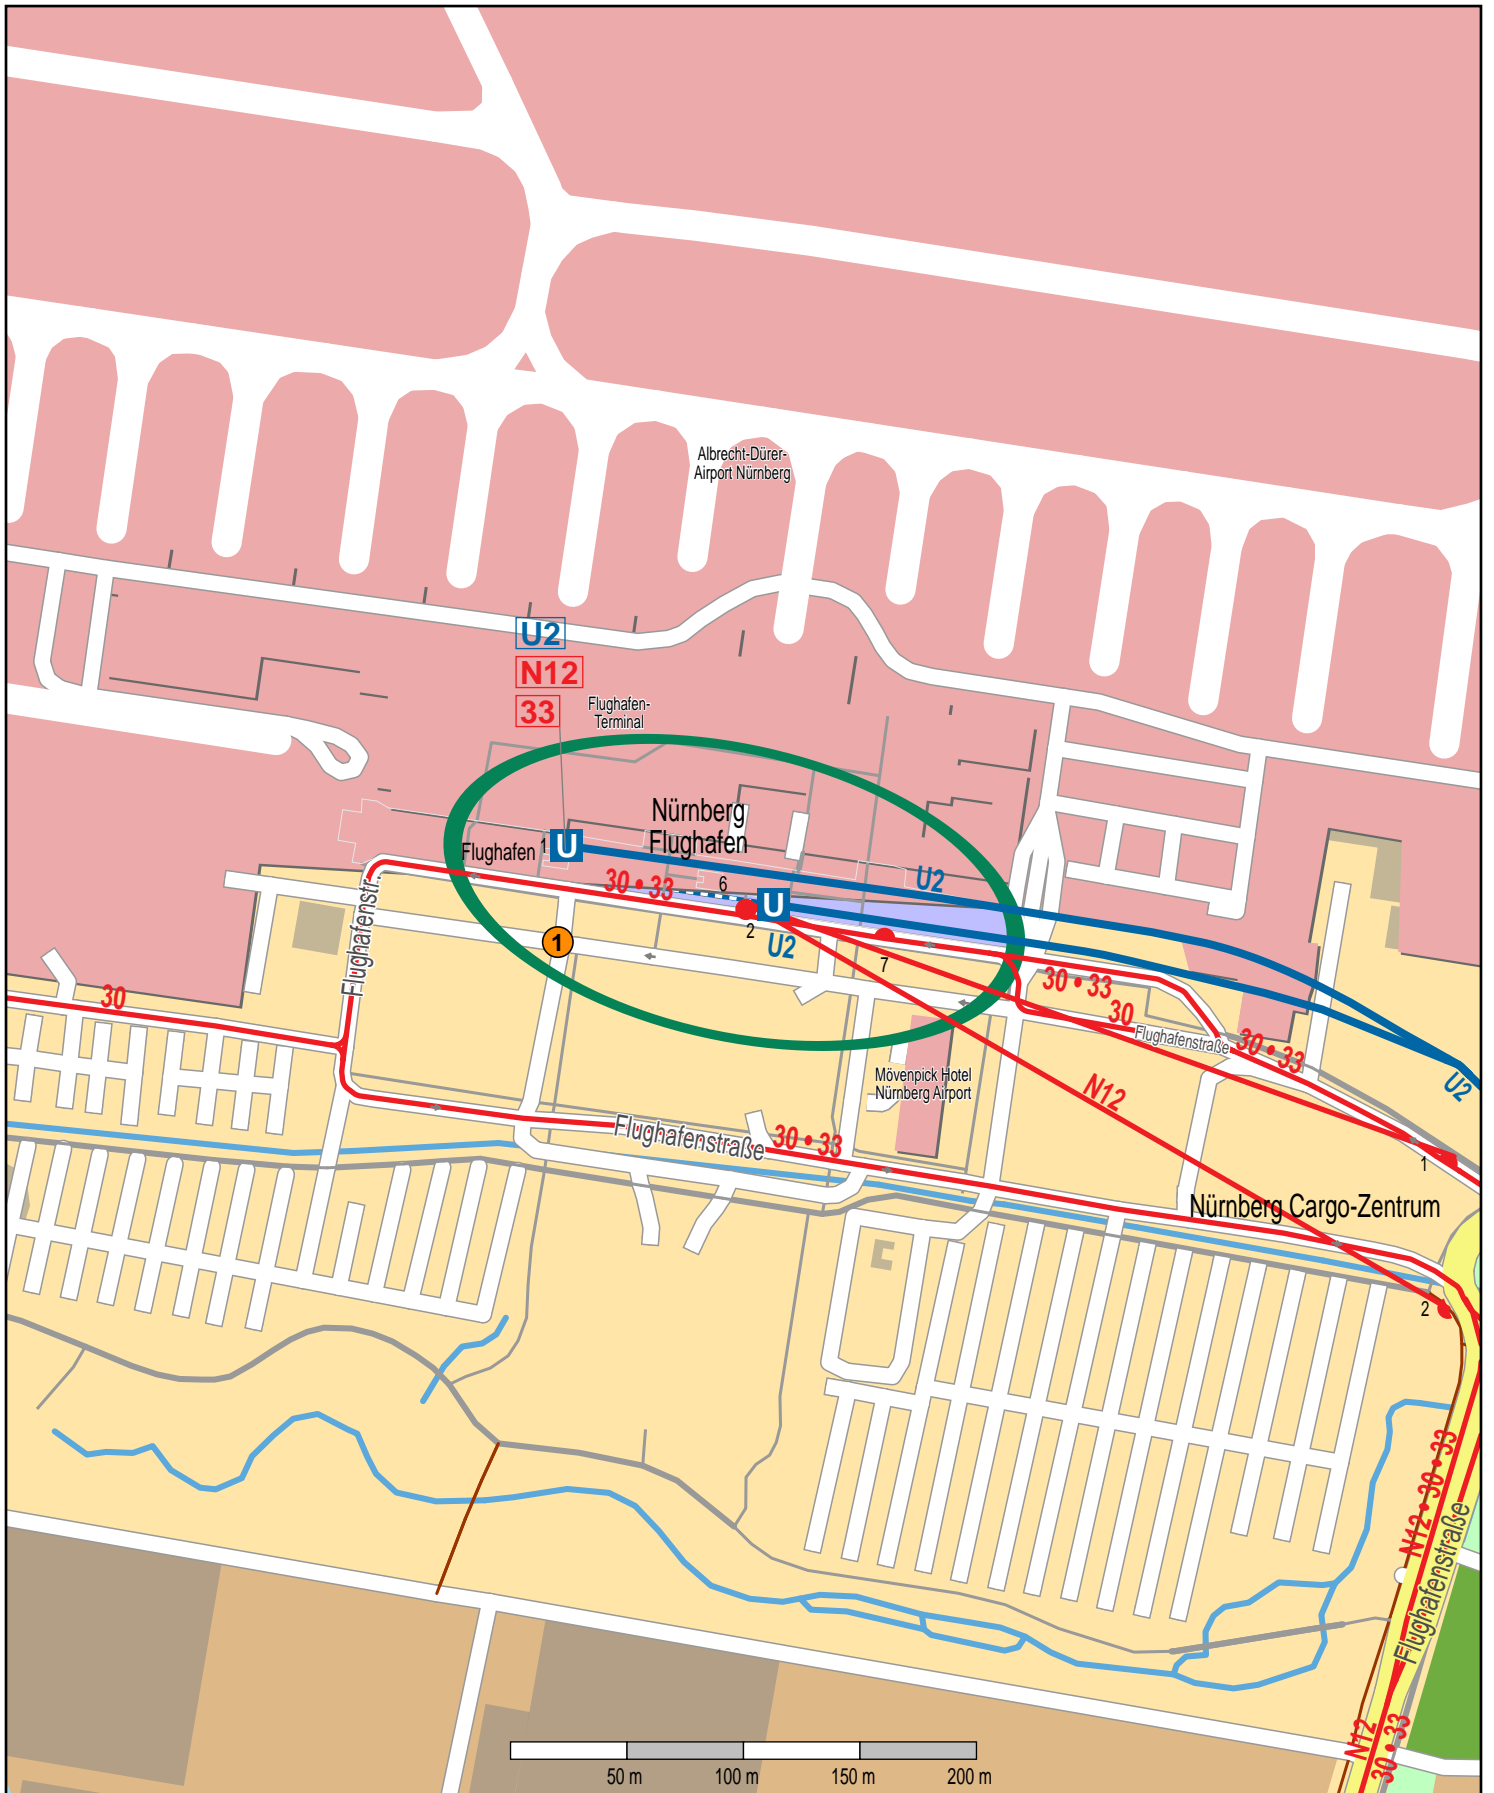 Albrecht-Dürer-
Airport Nürnberg
U2
N12
33
Flughafen-
Terminal
Nürnberg
Flughafen
Flughafen
1
U
U2
6
30 • 33
U
2
U2
7
1
Flughafenstr.
30
30 • 33
30
Flughafenstraße
30 • 33
U2
N12
Mövenpick Hotel
Nürnberg Airport
Flughafenstraße
30 • 33
1
Nürnberg Cargo-Zentrum
2
N12 • 30 • 33
Flughafenstraße
N12
30 • 33
50 m
100 m
150 m
200 m